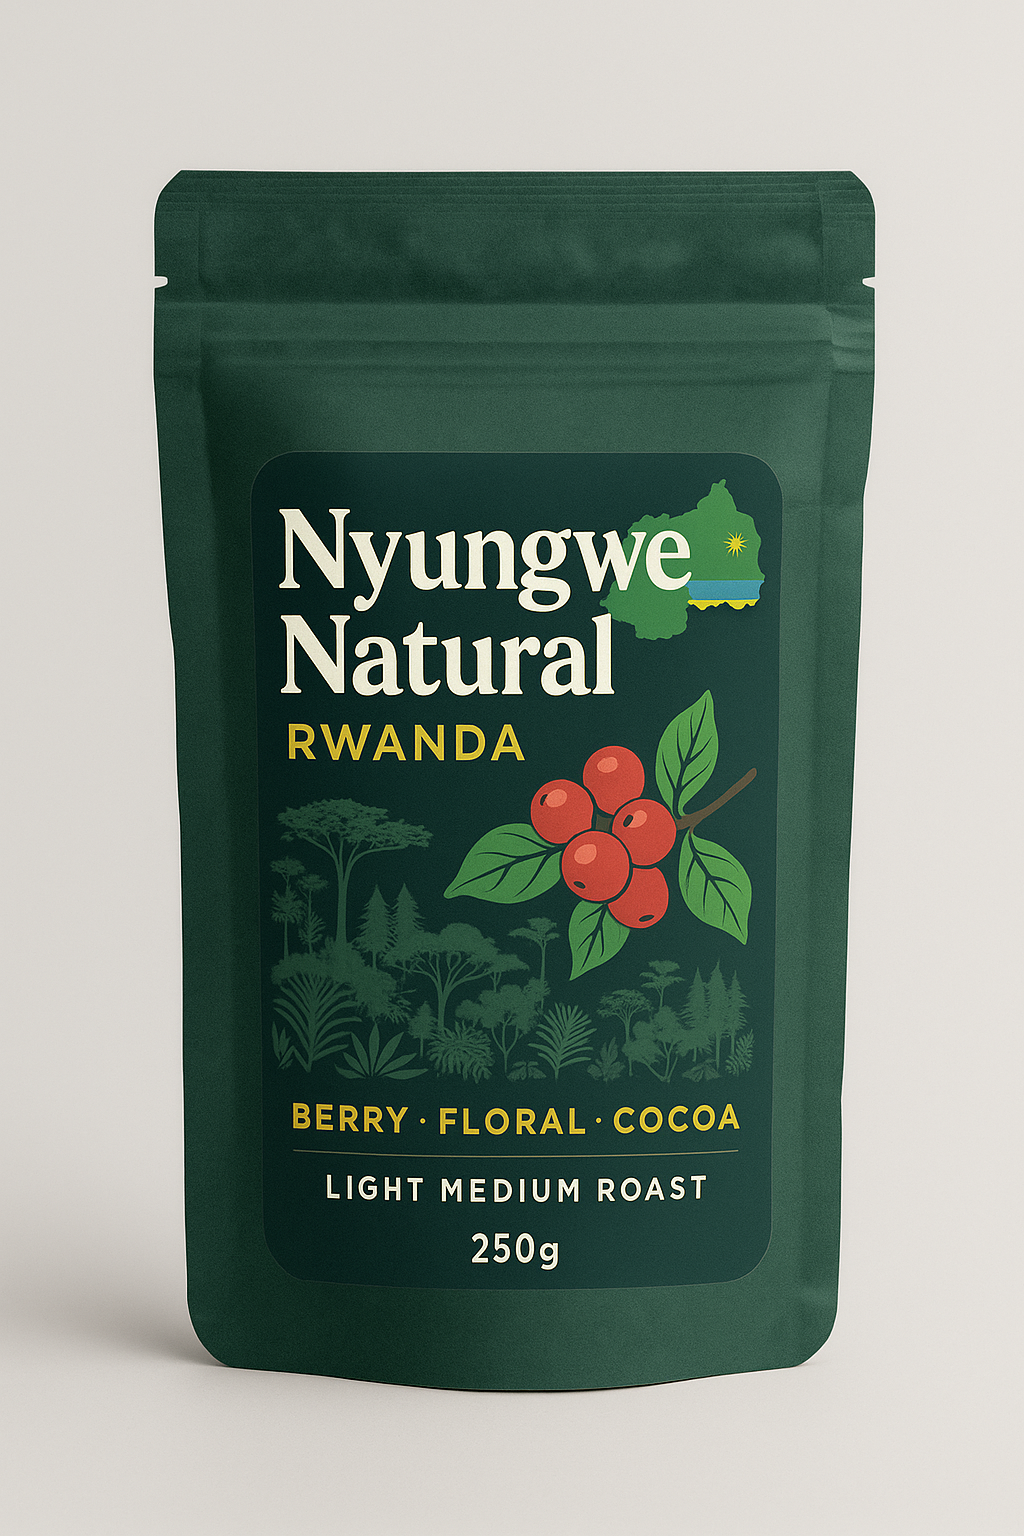 Nyungwe
Natural
RWANDA
BERRY · FLORAL · COCOA
LIGHT MEDIUM ROAST
250g